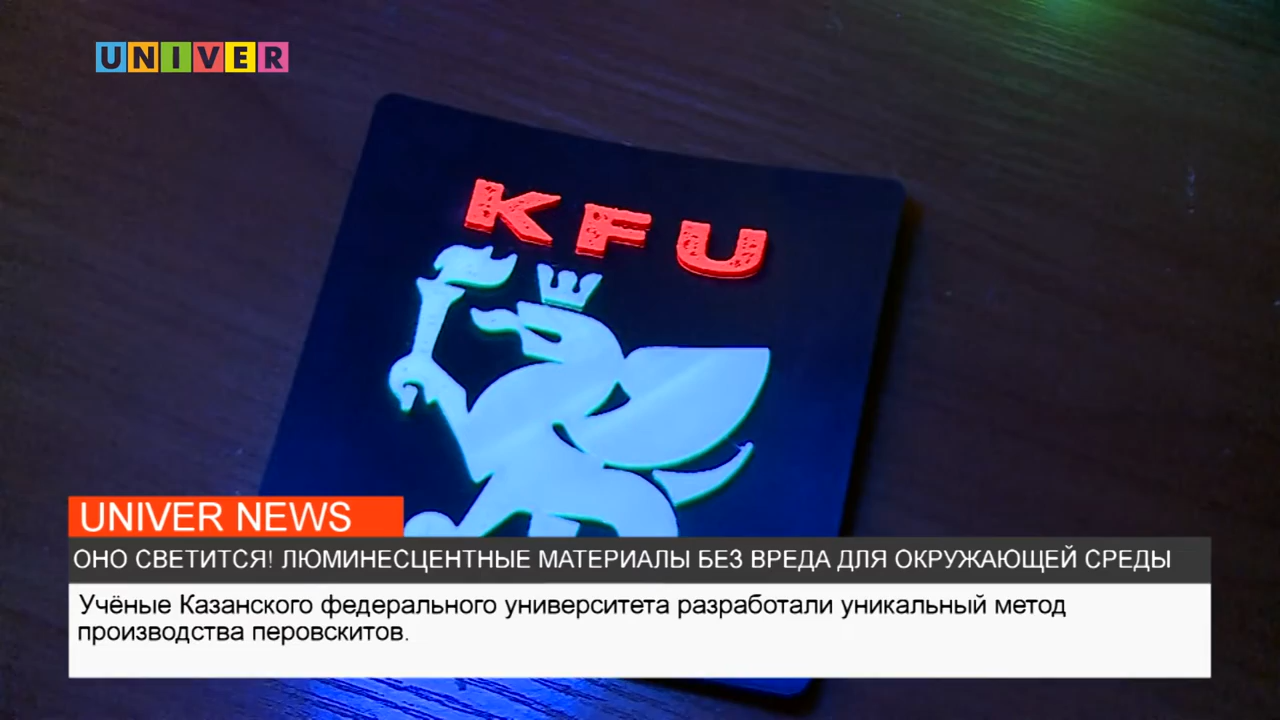 UNIVER
KFU
UNIVER NEWS
ОНО СВЕТИТСЯ! ЛЮМИНЕСЦЕНТНЫЕ МАТЕРИАЛЫ БЕЗ ВРЕДА ДЛЯ ОКРУЖАЮЩЕЙ СРЕДЫ
Учёные Казанского федерального университета разработали уникальный метод
производства перовскитов.